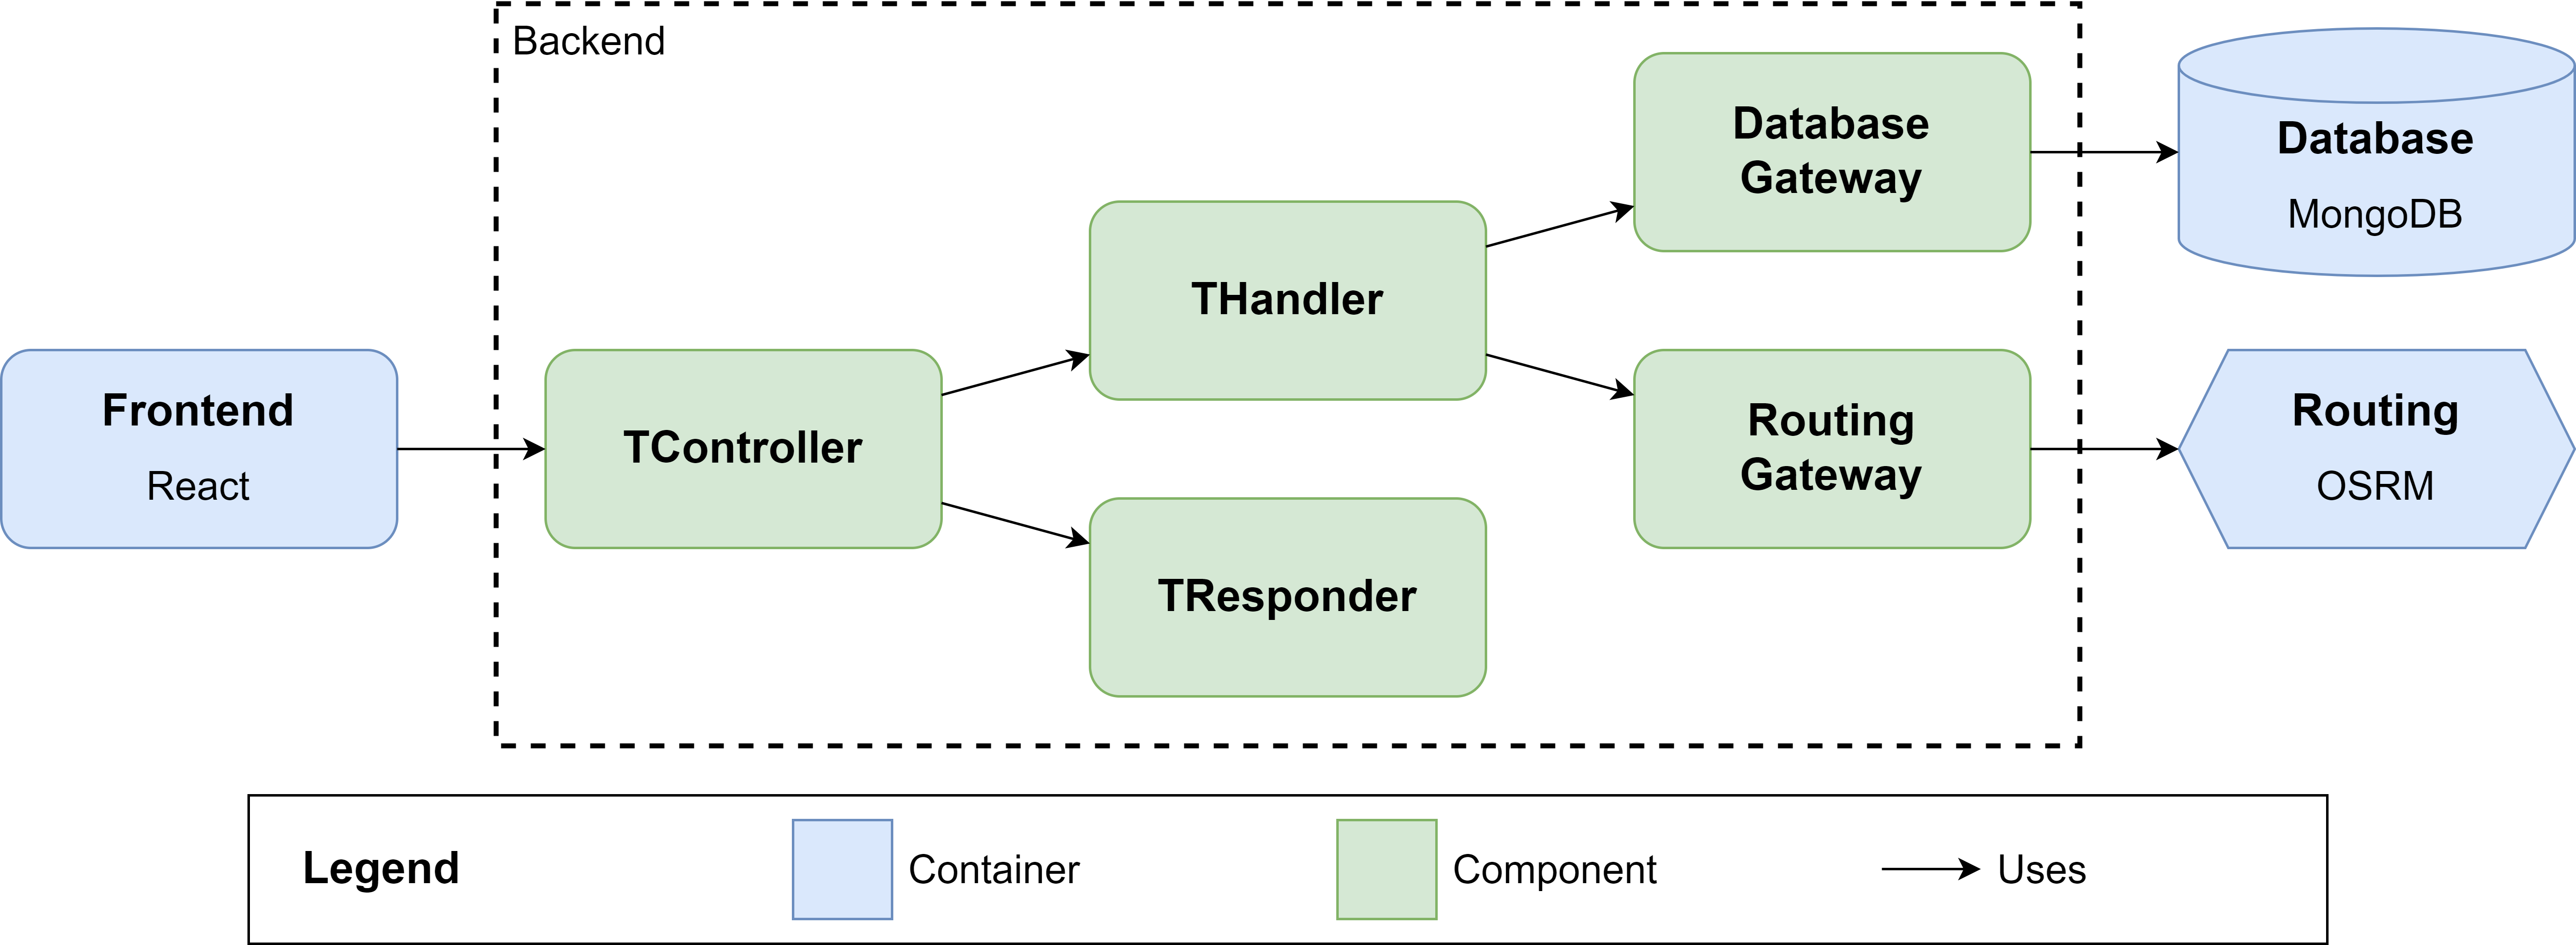 Backend
Frontend
React
TController
THandler
TResponder
Database
Gateway
Routing
Gateway
Database
MongoDB
Routing
OSRM
Legend
Container
Component
Uses